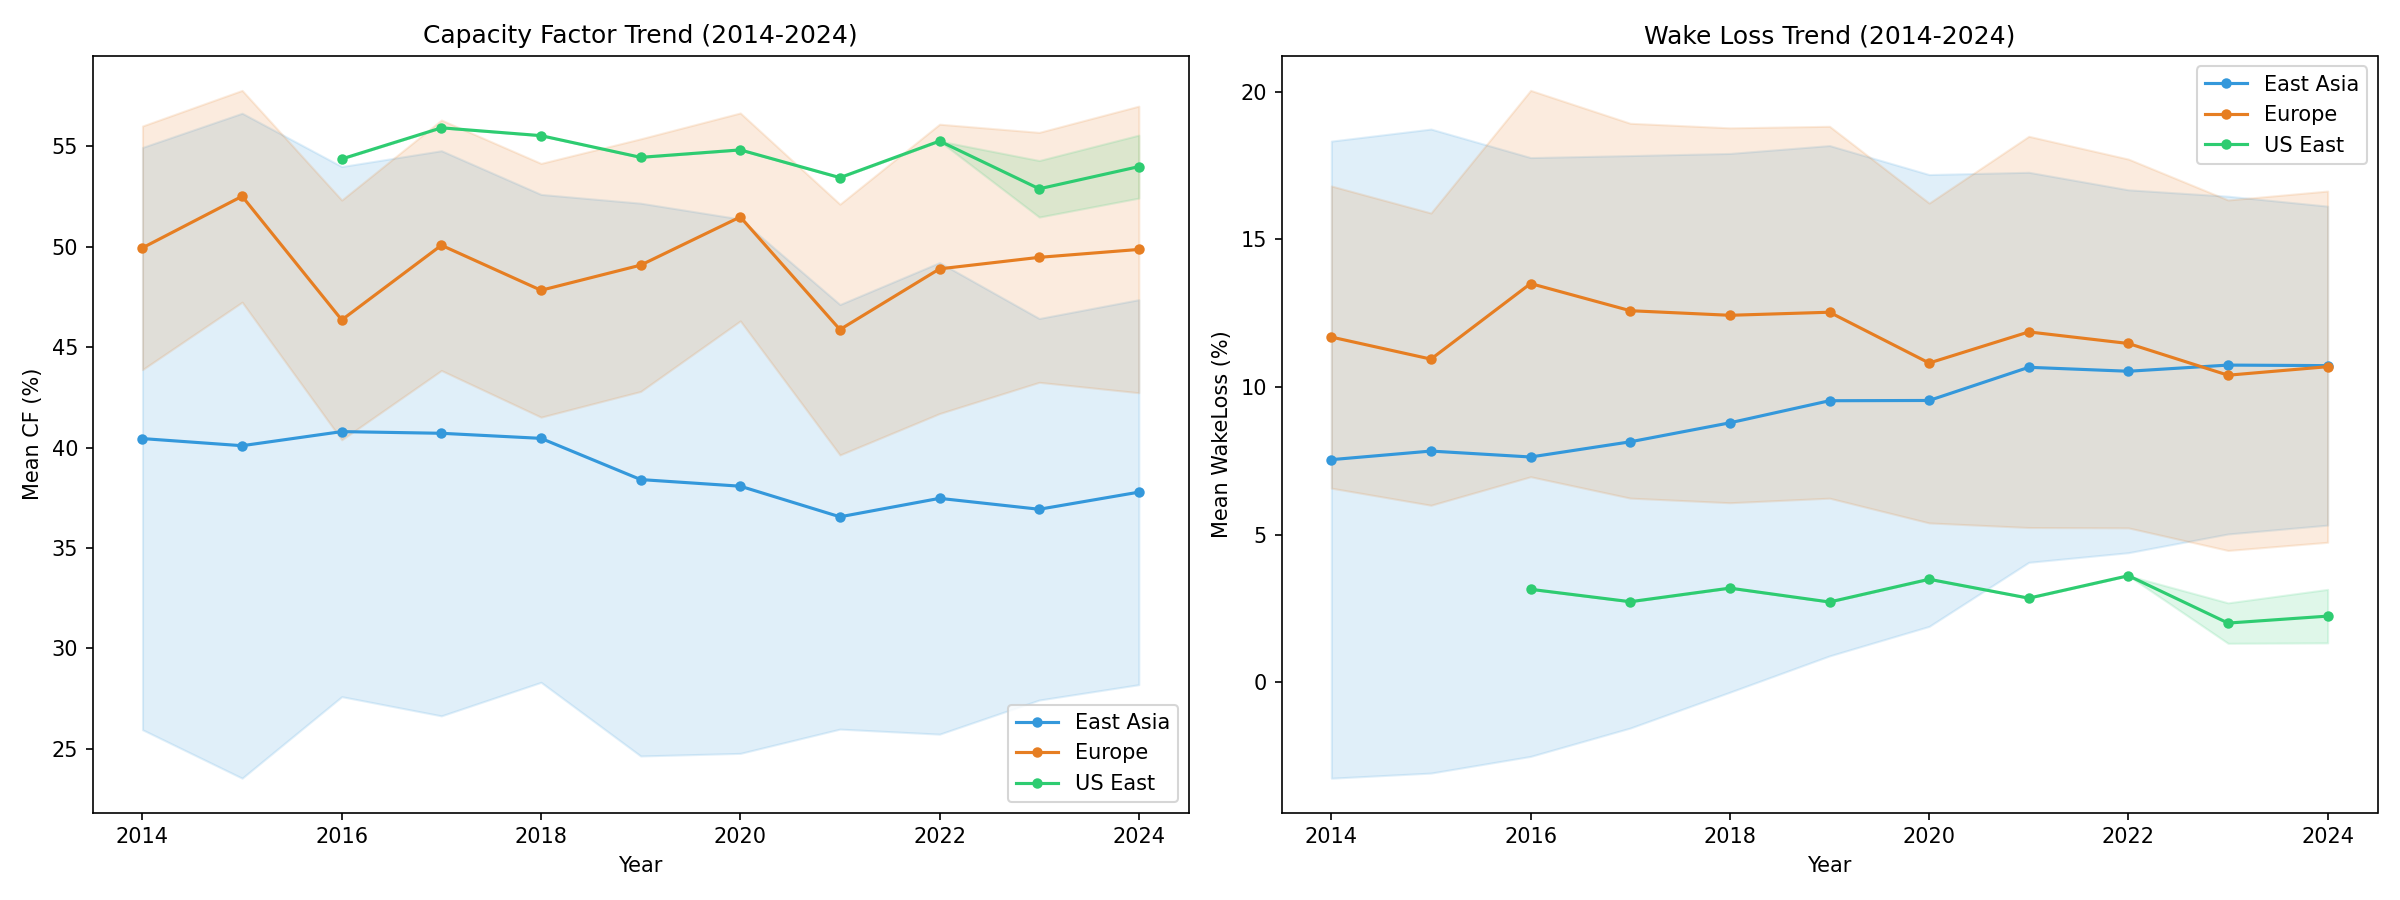 Capacity Factor Trend (2014-2024)
Mean CF (%)
55
50
45
40
35
30
25
2014 2016 2018 2020 2022 2024
Year
East Asia
Europe
US East
Wake Loss Trend (2014-2024)
Mean WakeLoss (%)
20
15
10
5
0
2014 2016 2018 2020 2022 2024
Year
East Asia
Europe
US East